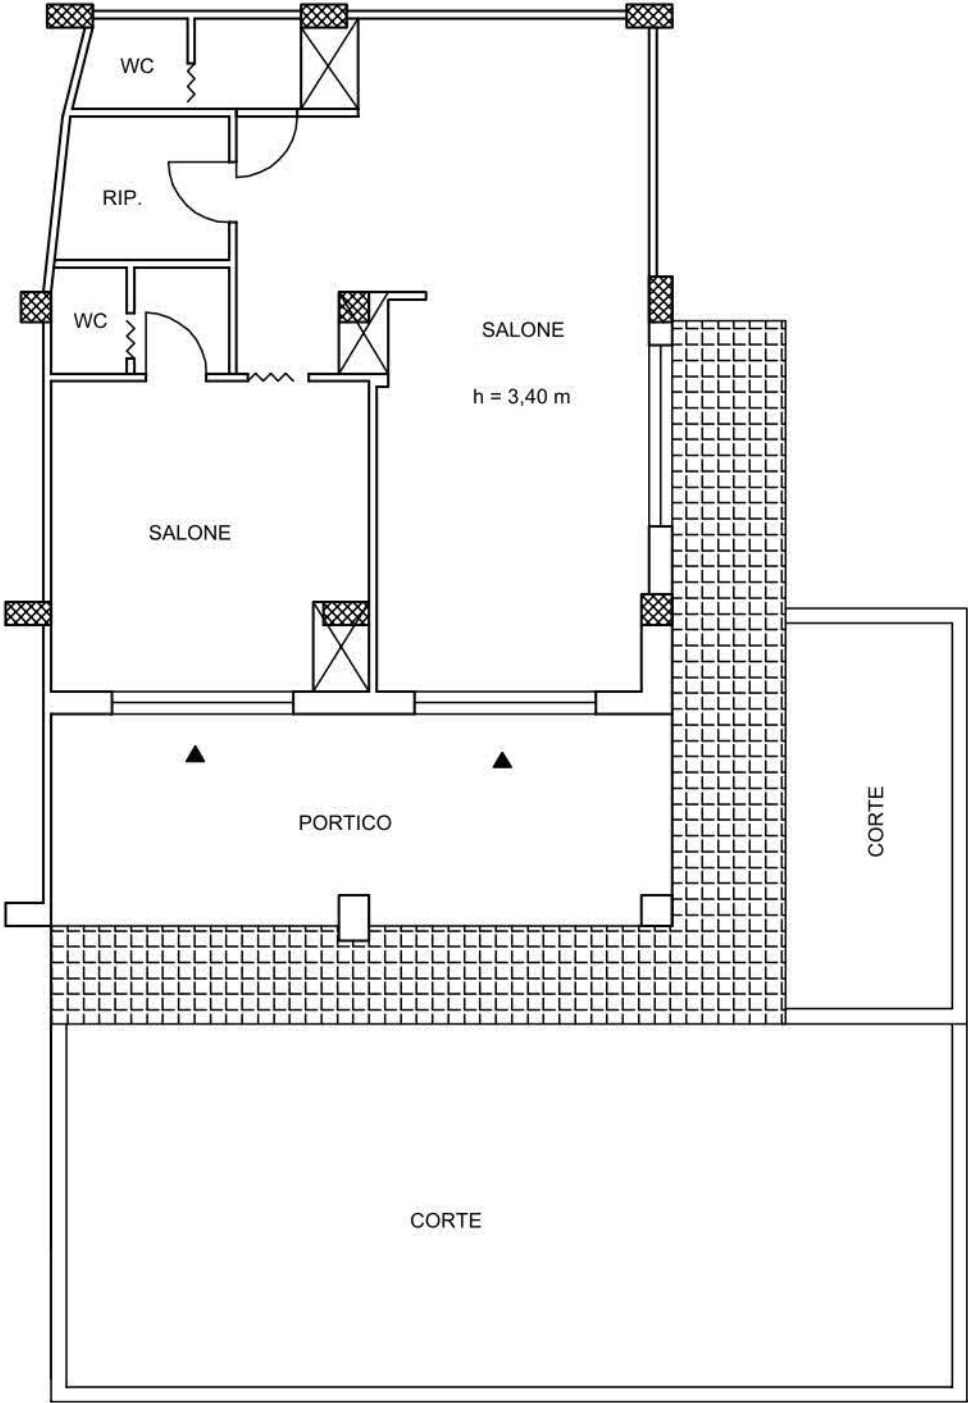 WC
RIP.
WC
SALONE
h = 3,40 m
SALONE
PORTICO
CORTE
CORTE